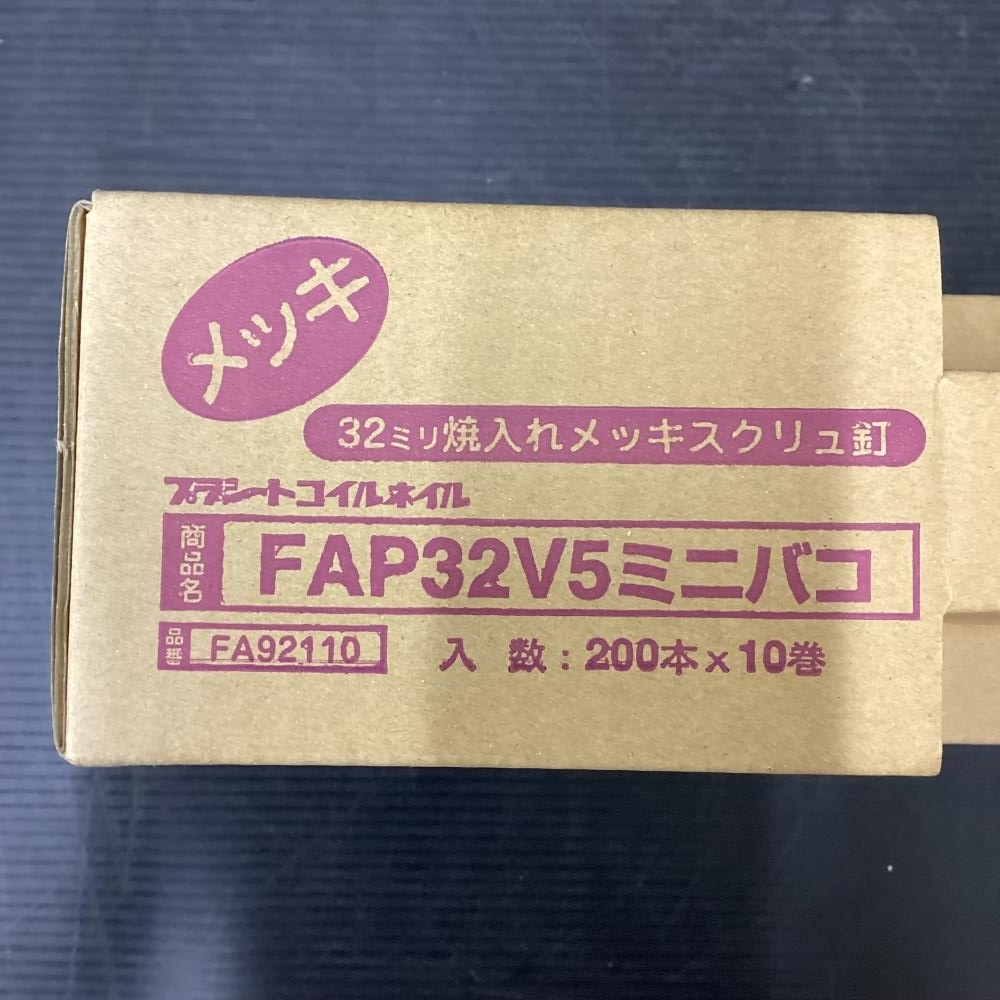 メッキ
32ミリ焼入れメッキスクリュ釘
プラシートコイルネイル
商品名 FAP32V5ミニバコ
品番 FA92110 入数:200本x10巻